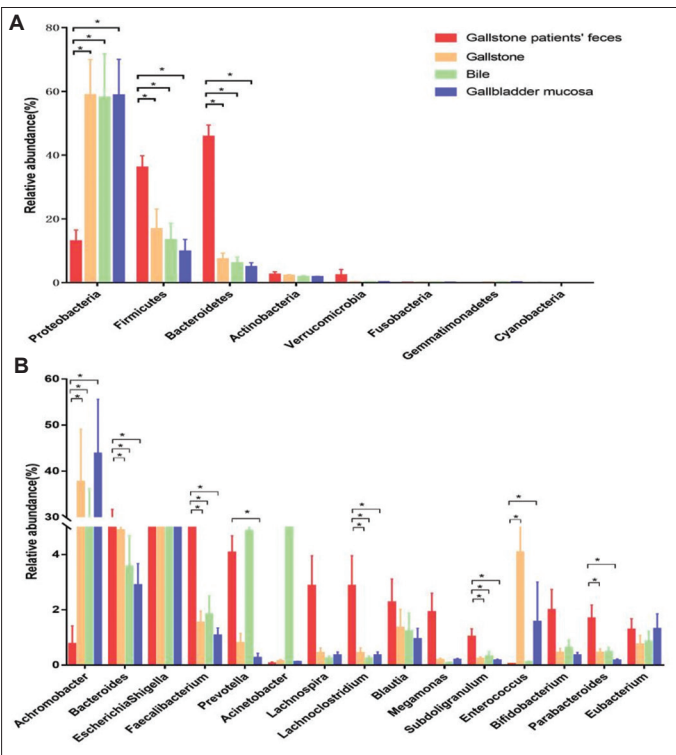 A
Relative abundance(%)
80
60
40
20
0
* * *
* * *
* * *
Gallstone patients' feces
Gallstone
Bile
Gallbladder mucosa
Proteobacteria
Firmicutes
Bacteroidetes
Actinobacteria
Verrucomicrobia
Fusobacteria
Gemmatimonadetes
Cyanobacteria
B
Relative abundance(%)
60
50
40
30
4
2
0
* * *
* * *
* * *
*
* * *
* * *
* *
* *
Achromobacter
Bacteroides
EscherichiaShigella
Faecalibacterium
Prevotella
Acinetobacter
Lachnospira
Lachnoclostridium
Blautia
Megamonas
Subdoligranulum
Enterococcus
Bifidobacterium
Parabacteroides
Eubacterium